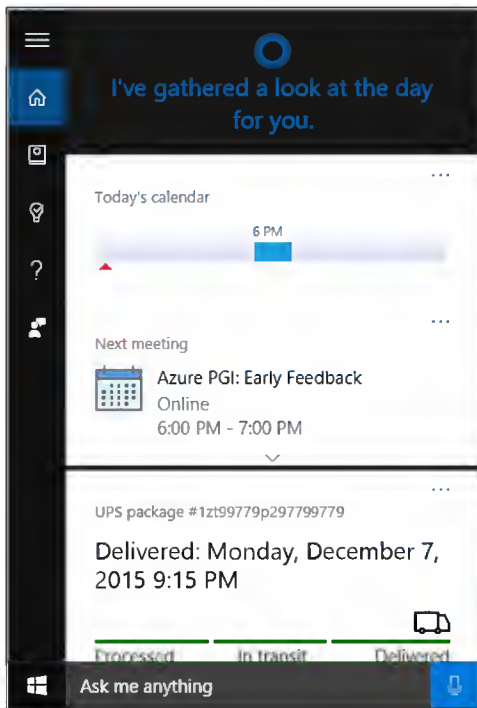 I've gathered a look at the day
for you.
...
Today's calendar
6 PM
...
Next meeting
Azure PGI: Early Feedback
Online
6:00 PM - 7:00 PM
...
UPS package #1zt99779p297799779
Delivered: Monday, December 7,
2015 9:15 PM
Processed In transit Delivered
Ask me anything